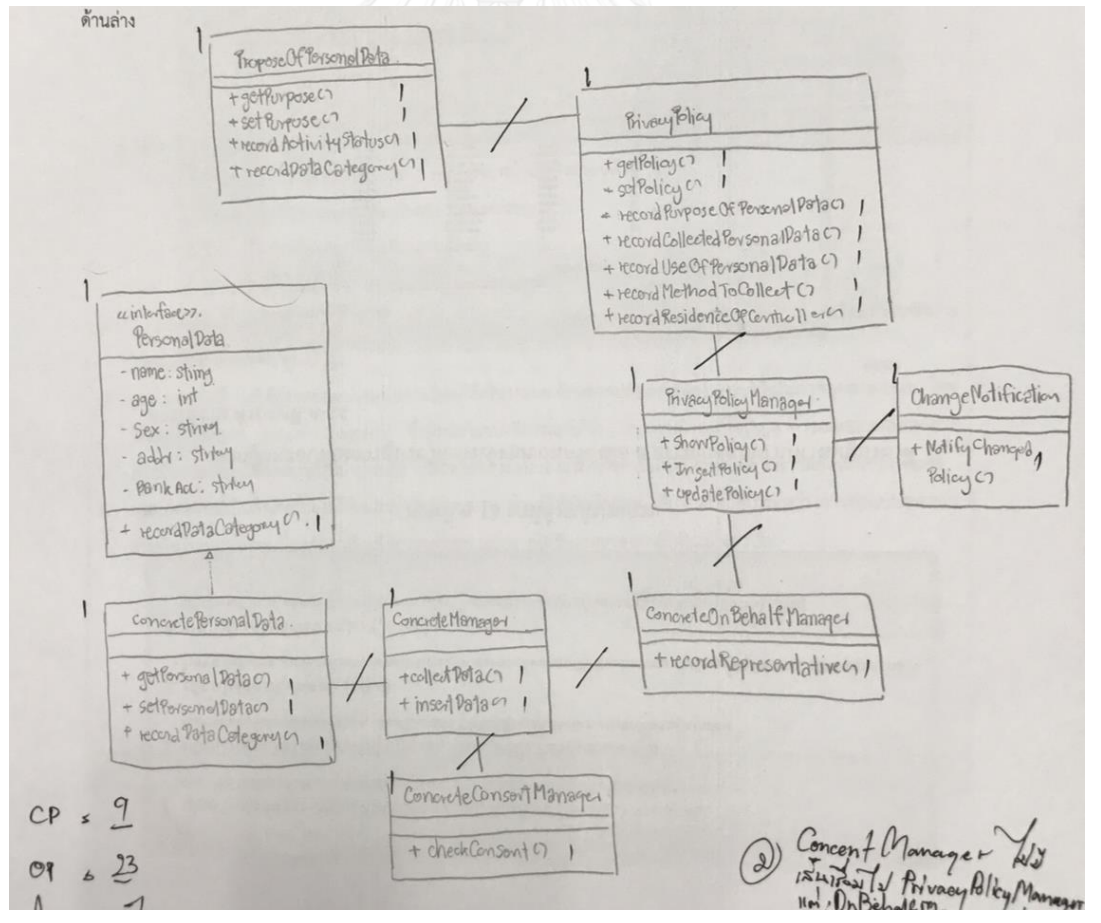 ด้านล่าง
1
ProposeOfPersonalData
+ getPurpose() 1
+ setPurpose() 1
+ recordActivityStatus() 1
+ recordDataCategory() 1
1
PrivacyPolicy
+ getPolicy() 1
+ setPolicy() 1
+ recordPurposeOfPersonalData() 1
+ recordCollectedPersonalData() 1
+ recordUseOfPersonalData() 1
+ recordMethodToCollect() 1
+ recordResidenceOfController() 1
1
<<interface>>
PersonalData
- name: string
- age: int
- Sex: string
- addr: string
- BankAcc: string
+ recordDataCategory() 1
1
PrivacyPolicyManager
+ ShowPolicy() 1
+ InsertPolicy() 1
+ UpdatePolicy() 1
1
ChangeNotification
+ NotifyChanged 1
Policy()
1
ConcretePersonalData
+ getPersonalData() 1
+ setPersonalData() 1
+ recordDataCategory() 1
1
ConcreteManager
+ collectData() 1
+ insertData() 1
1
ConcreteOnBehalfManager
+ recordRepresentative() 1
1
ConcreteConsentManager
+ checkConsent() 1
CP = 9
23
2 Concent Manager ไม่มี
เส้นเชื่อมไป PrivacyPolicyManager
แต่